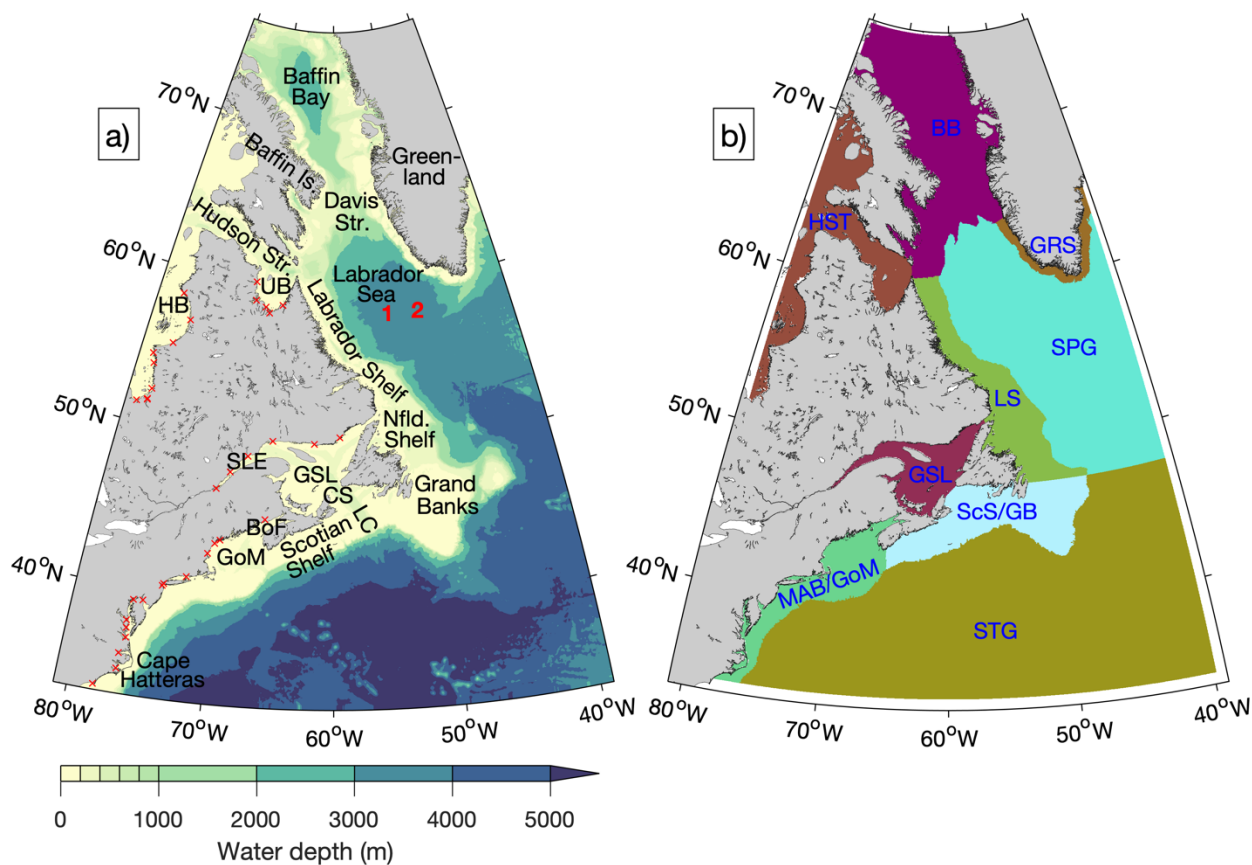 a)
70°N
60°N
50°N
40°N
80°W
70°W
60°W
50°W
40°W
Baffin
Bay
Baffin Is.
Green-
land
Davis
Str.
Hudson Str.
UB
HB
Labrador
Sea
1
2
Labrador Shelf
Nfld.
Shelf
SLE
GSL
CS
LC
Grand
Banks
BoF
GoM
Scotian
Shelf
Cape
Hatteras
0
1000
2000
3000
4000
5000
Water depth (m)
b)
70°N
60°N
50°N
40°N
80°W
70°W
60°W
50°W
40°W
BB
HST
GRS
SPG
LS
GSL
ScS/GB
MAB/GoM
STG